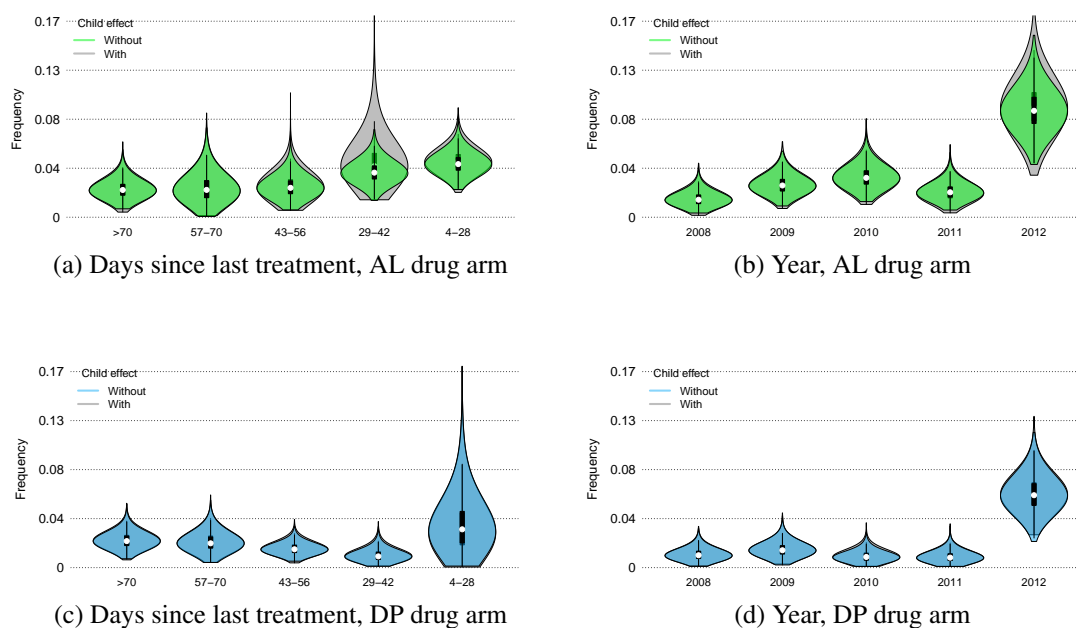 0.17
0.13
0.08
0.04
0
Frequency
Child effect
Without
With
>70 57−70 43−56 29−42 4−28
(a) Days since last treatment, AL drug arm
0.17
0.13
0.08
0.04
0
Frequency
Child effect
Without
With
2008 2009 2010 2011 2012
(b) Year, AL drug arm
0.17
0.13
0.08
0.04
0
Frequency
Child effect
Without
With
>70 57−70 43−56 29−42 4−28
(c) Days since last treatment, DP drug arm
0.17
0.13
0.08
0.04
0
Frequency
Child effect
Without
With
2008 2009 2010 2011 2012
(d) Year, DP drug arm